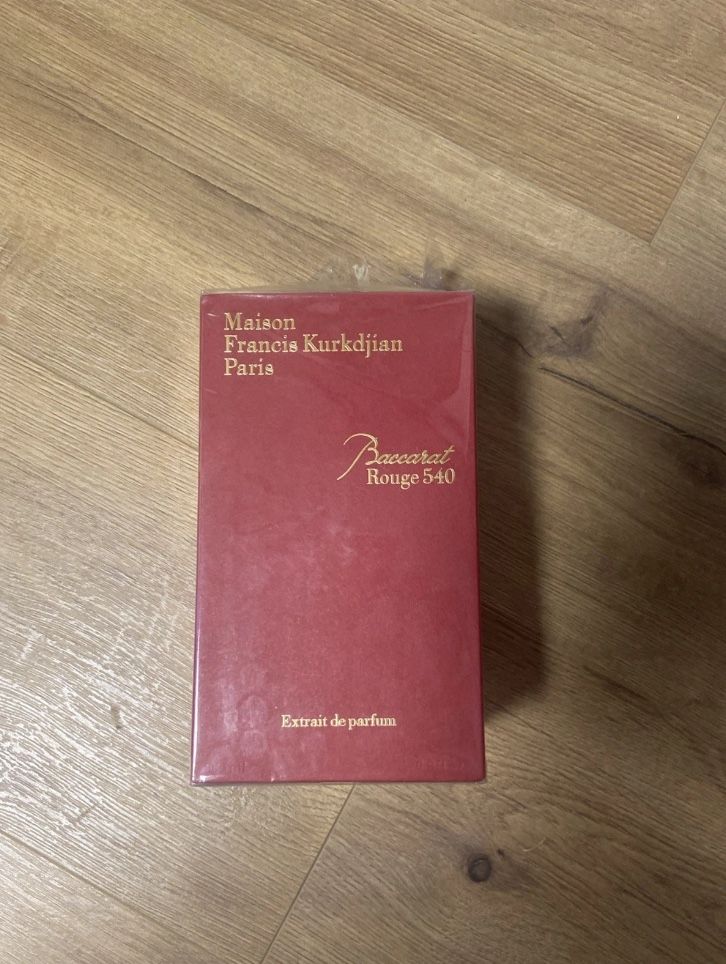 Maison
Francis Kurkdjian
Paris
Baccarat
Rouge 540
Extrait de parfum